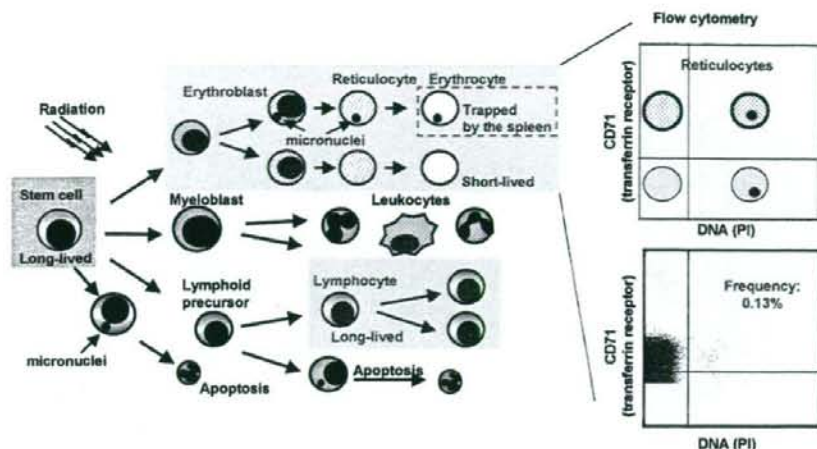 Flow cytometry
Radiation
Erythroblast
Reticulocyte
Erythrocyte
micronuclei
Trapped
by the spleen
Short-lived
Stem cell
Long-lived
Myeloblast
Leukocytes
Lymphoid
precursor
Lymphocyte
Long-lived
micronuclei
Apoptosis
Apoptosis
Reticulocytes
CD71
(transferrin receptor)
DNA (PI)
Frequency:
0.13%
CD71
(transferrin receptor)
DNA (PI)